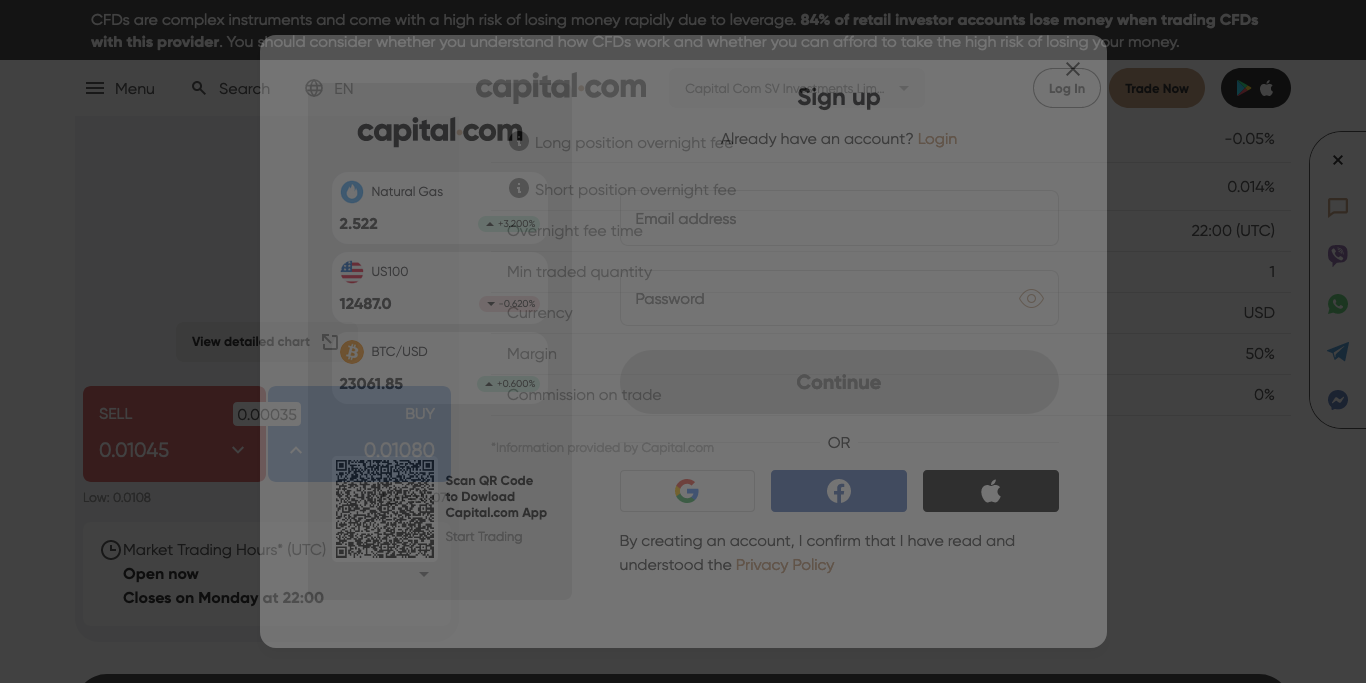 CFDs are complex instruments and come with a high risk of losing money rapidly due to leverage. 84% of retail investor accounts lose money when trading CFDs
with this provider. You should consider whether you understand how CFDs work and whether you can afford to take the high risk of losing your money.
Menu
Search
EN
capital.com
Capital Com SV Investments Lim...
Log In
Trade Now
Long position overnight fee
-0.05%
Short position overnight fee
0.014%
Overnight fee time
22:00 (UTC)
Min traded quantity
1
Currency
USD
Margin
50%
Commission on trade
0%
*Information provided by Capital.com
View detailed chart
SELL
0.01045
0.00035
BUY
0.01080
Low: 0.0108
Market Trading Hours* (UTC)
Open now
Closes on Monday at 22:00
capital.com
Natural Gas
2.522
+3.200%
US100
12487.0
-0.620%
BTC/USD
23061.85
+0.600%
Scan QR Code
to Dowload
Capital.com App
Start Trading
Sign up
Already have an account? Login
Email address
Password
Continue
OR
By creating an account, I confirm that I have read and
understood the Privacy Policy